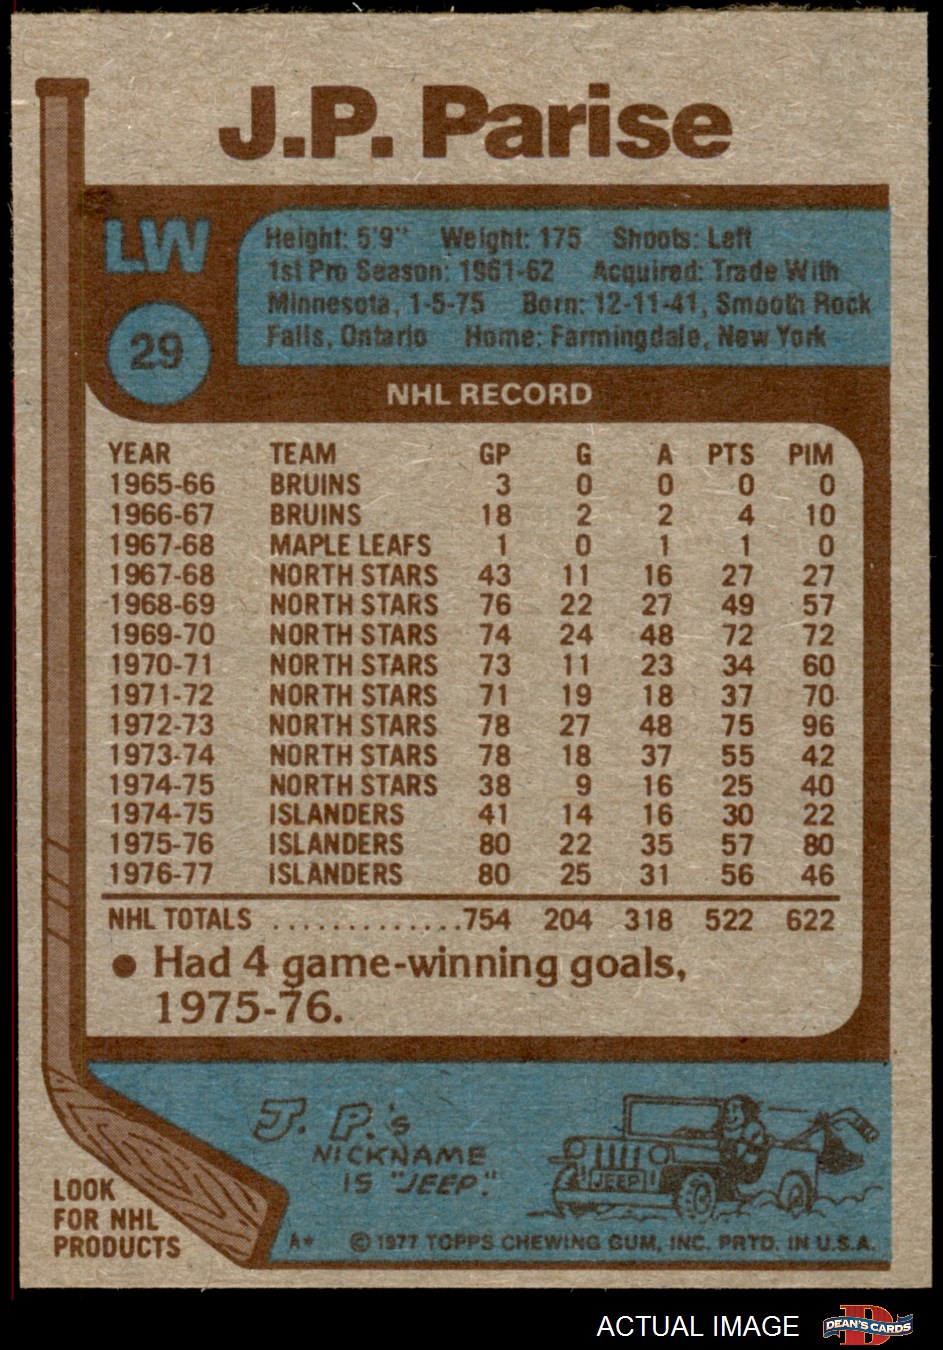 J.P. Parise
LW
29
Height: 5'9" Weight: 175 Shoots: Left
1st Pro Season: 1961-62 Acquired: Trade With
Minnesota, 1-5-75 Born: 12-11-41, Smooth Rock
Falls, Ontario Home: Farmingdale, New York
NHL RECORD
YEAR TEAM GP G A PTS PIM
1965-66 BRUINS 3 0 0 0 0
1966-67 BRUINS 18 2 2 4 10
1967-68 MAPLE LEAFS 1 0 1 1 0
1967-68 NORTH STARS 43 11 16 27 27
1968-69 NORTH STARS 76 22 27 49 57
1969-70 NORTH STARS 74 24 48 72 72
1970-71 NORTH STARS 73 11 23 34 60
1971-72 NORTH STARS 71 19 18 37 70
1972-73 NORTH STARS 78 27 48 75 96
1973-74 NORTH STARS 78 18 37 55 42
1974-75 NORTH STARS 38 9 16 25 40
1974-75 ISLANDERS 41 14 16 30 22
1975-76 ISLANDERS 80 22 35 57 80
1976-77 ISLANDERS 80 25 31 56 46
NHL TOTALS .............754 204 318 522 622
● Had 4 game-winning goals,
1975-76.
J. P.'s
NICKNAME
IS "JEEP."
JEEP
LOOK
FOR NHL
PRODUCTS
A* © 1977 TOPPS CHEWING GUM, INC. PRTD. IN U.S.A.
ACTUAL IMAGE
D
DEAN'S CARDS